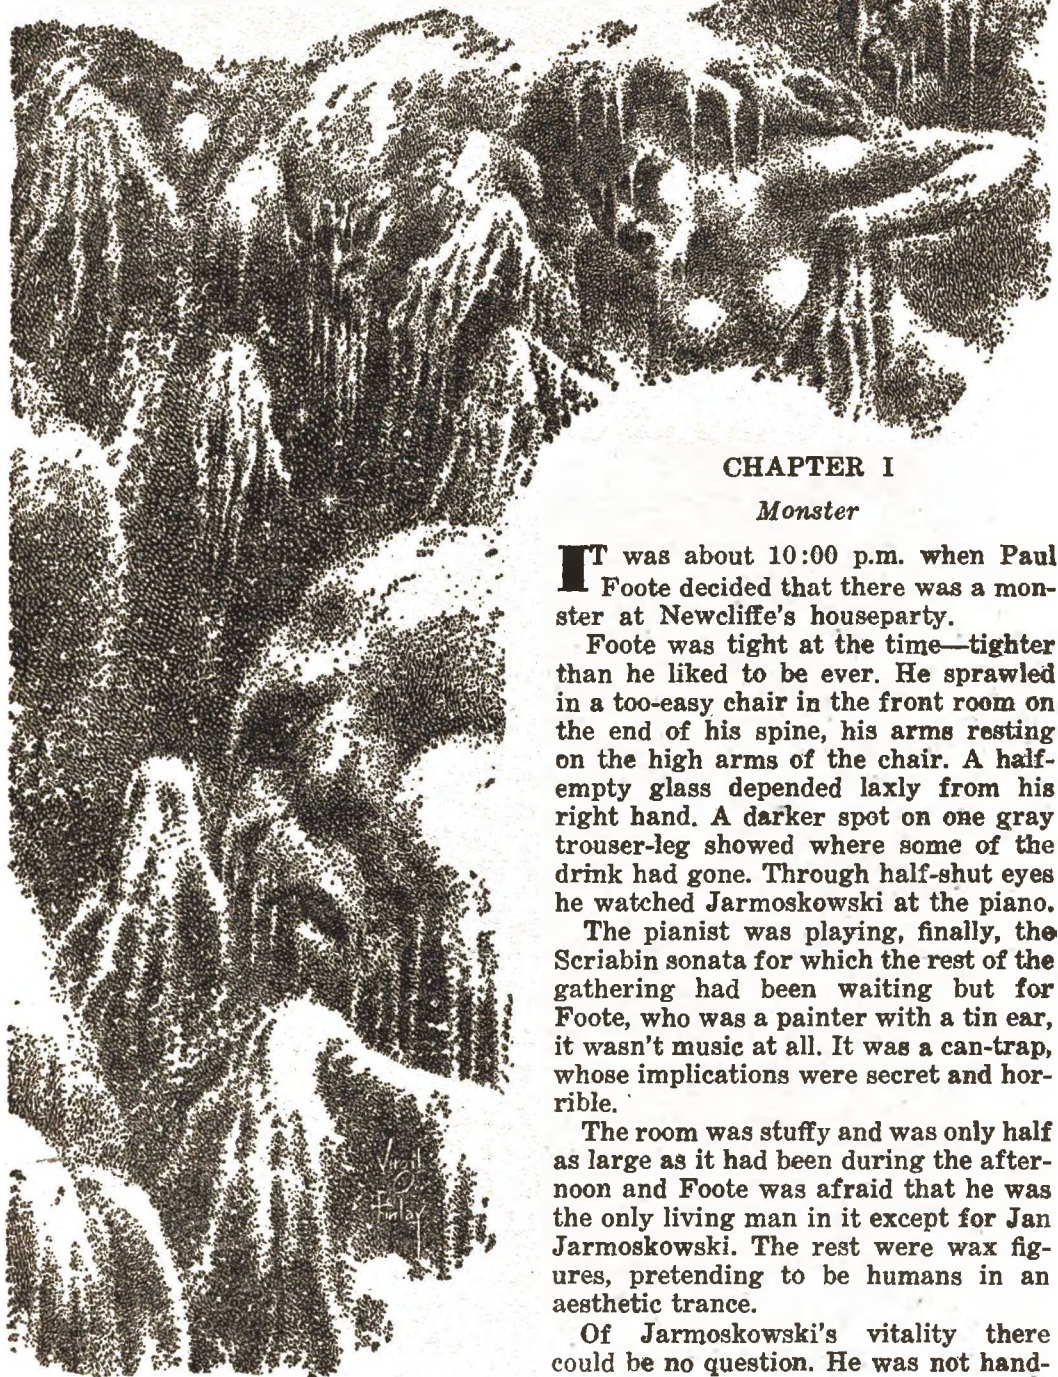 Virgil
Finlay
CHAPTER I
Monster
IT was about 10:00 p.m. when Paul
Foote decided that there was a mon-
ster at Newcliffe's houseparty.
Foote was tight at the time—tighter
than he liked to be ever. He sprawled
in a too-easy chair in the front room on
the end of his spine, his arms resting
on the high arms of the chair. A half-
empty glass depended laxly from his
right hand. A darker spot on one gray
trouser-leg showed where some of the
drink had gone. Through half-shut eyes
he watched Jarmoskowski at the piano.
The pianist was playing, finally, the
Scriabin sonata for which the rest of the
gathering had been waiting but for
Foote, who was a painter with a tin ear,
it wasn't music at all. It was a can-trap,
whose implications were secret and hor-
rible.
The room was stuffy and was only half
as large as it had been during the after-
noon and Foote was afraid that he was
the only living man in it except for Jan
Jarmoskowski. The rest were wax fig-
ures, pretending to be humans in an
aesthetic trance.
Of Jarmoskowski's vitality there
could be no question. He was not hand-